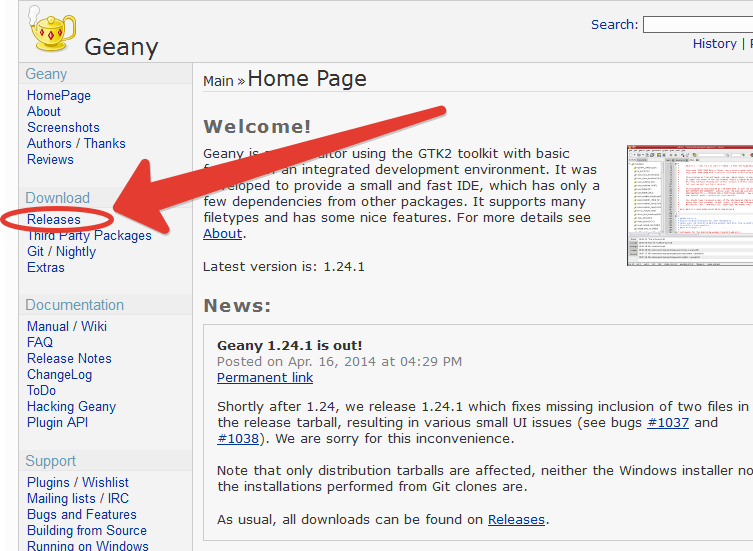 Geany
Search:
History |
Geany
HomePage
About
Screenshots
Authors / Thanks
Reviews
Download
Releases
Third Party Packages
Git / Nightly
Extras
Documentation
Manual / Wiki
FAQ
Release Notes
ChangeLog
ToDo
Hacking Geany
Plugin API
Support
Plugins / Wishlist
Mailing lists / IRC
Bugs and Features
Building from Source
Running on Windows
Main » Home Page
Welcome!
Geany is using the GTK2 toolkit with basic
an integrated development environment. It was
to provide a small and fast IDE, which has only a
few dependencies from other packages. It supports many
filetypes and has some nice features. For more details see
About.
Latest version is: 1.24.1
News:
Geany 1.24.1 is out!
Posted on Apr. 16, 2014 at 04:29 PM
Permanent link
Shortly after 1.24, we release 1.24.1 which fixes missing inclusion of two files in
the release tarball, resulting in various small UI issues (see bugs #1037 and
#1038). We are sorry for this inconvenience.
Note that only distribution tarballs are affected, neither the Windows installer no
the installations performed from Git clones are.
As usual, all downloads can be found on Releases.